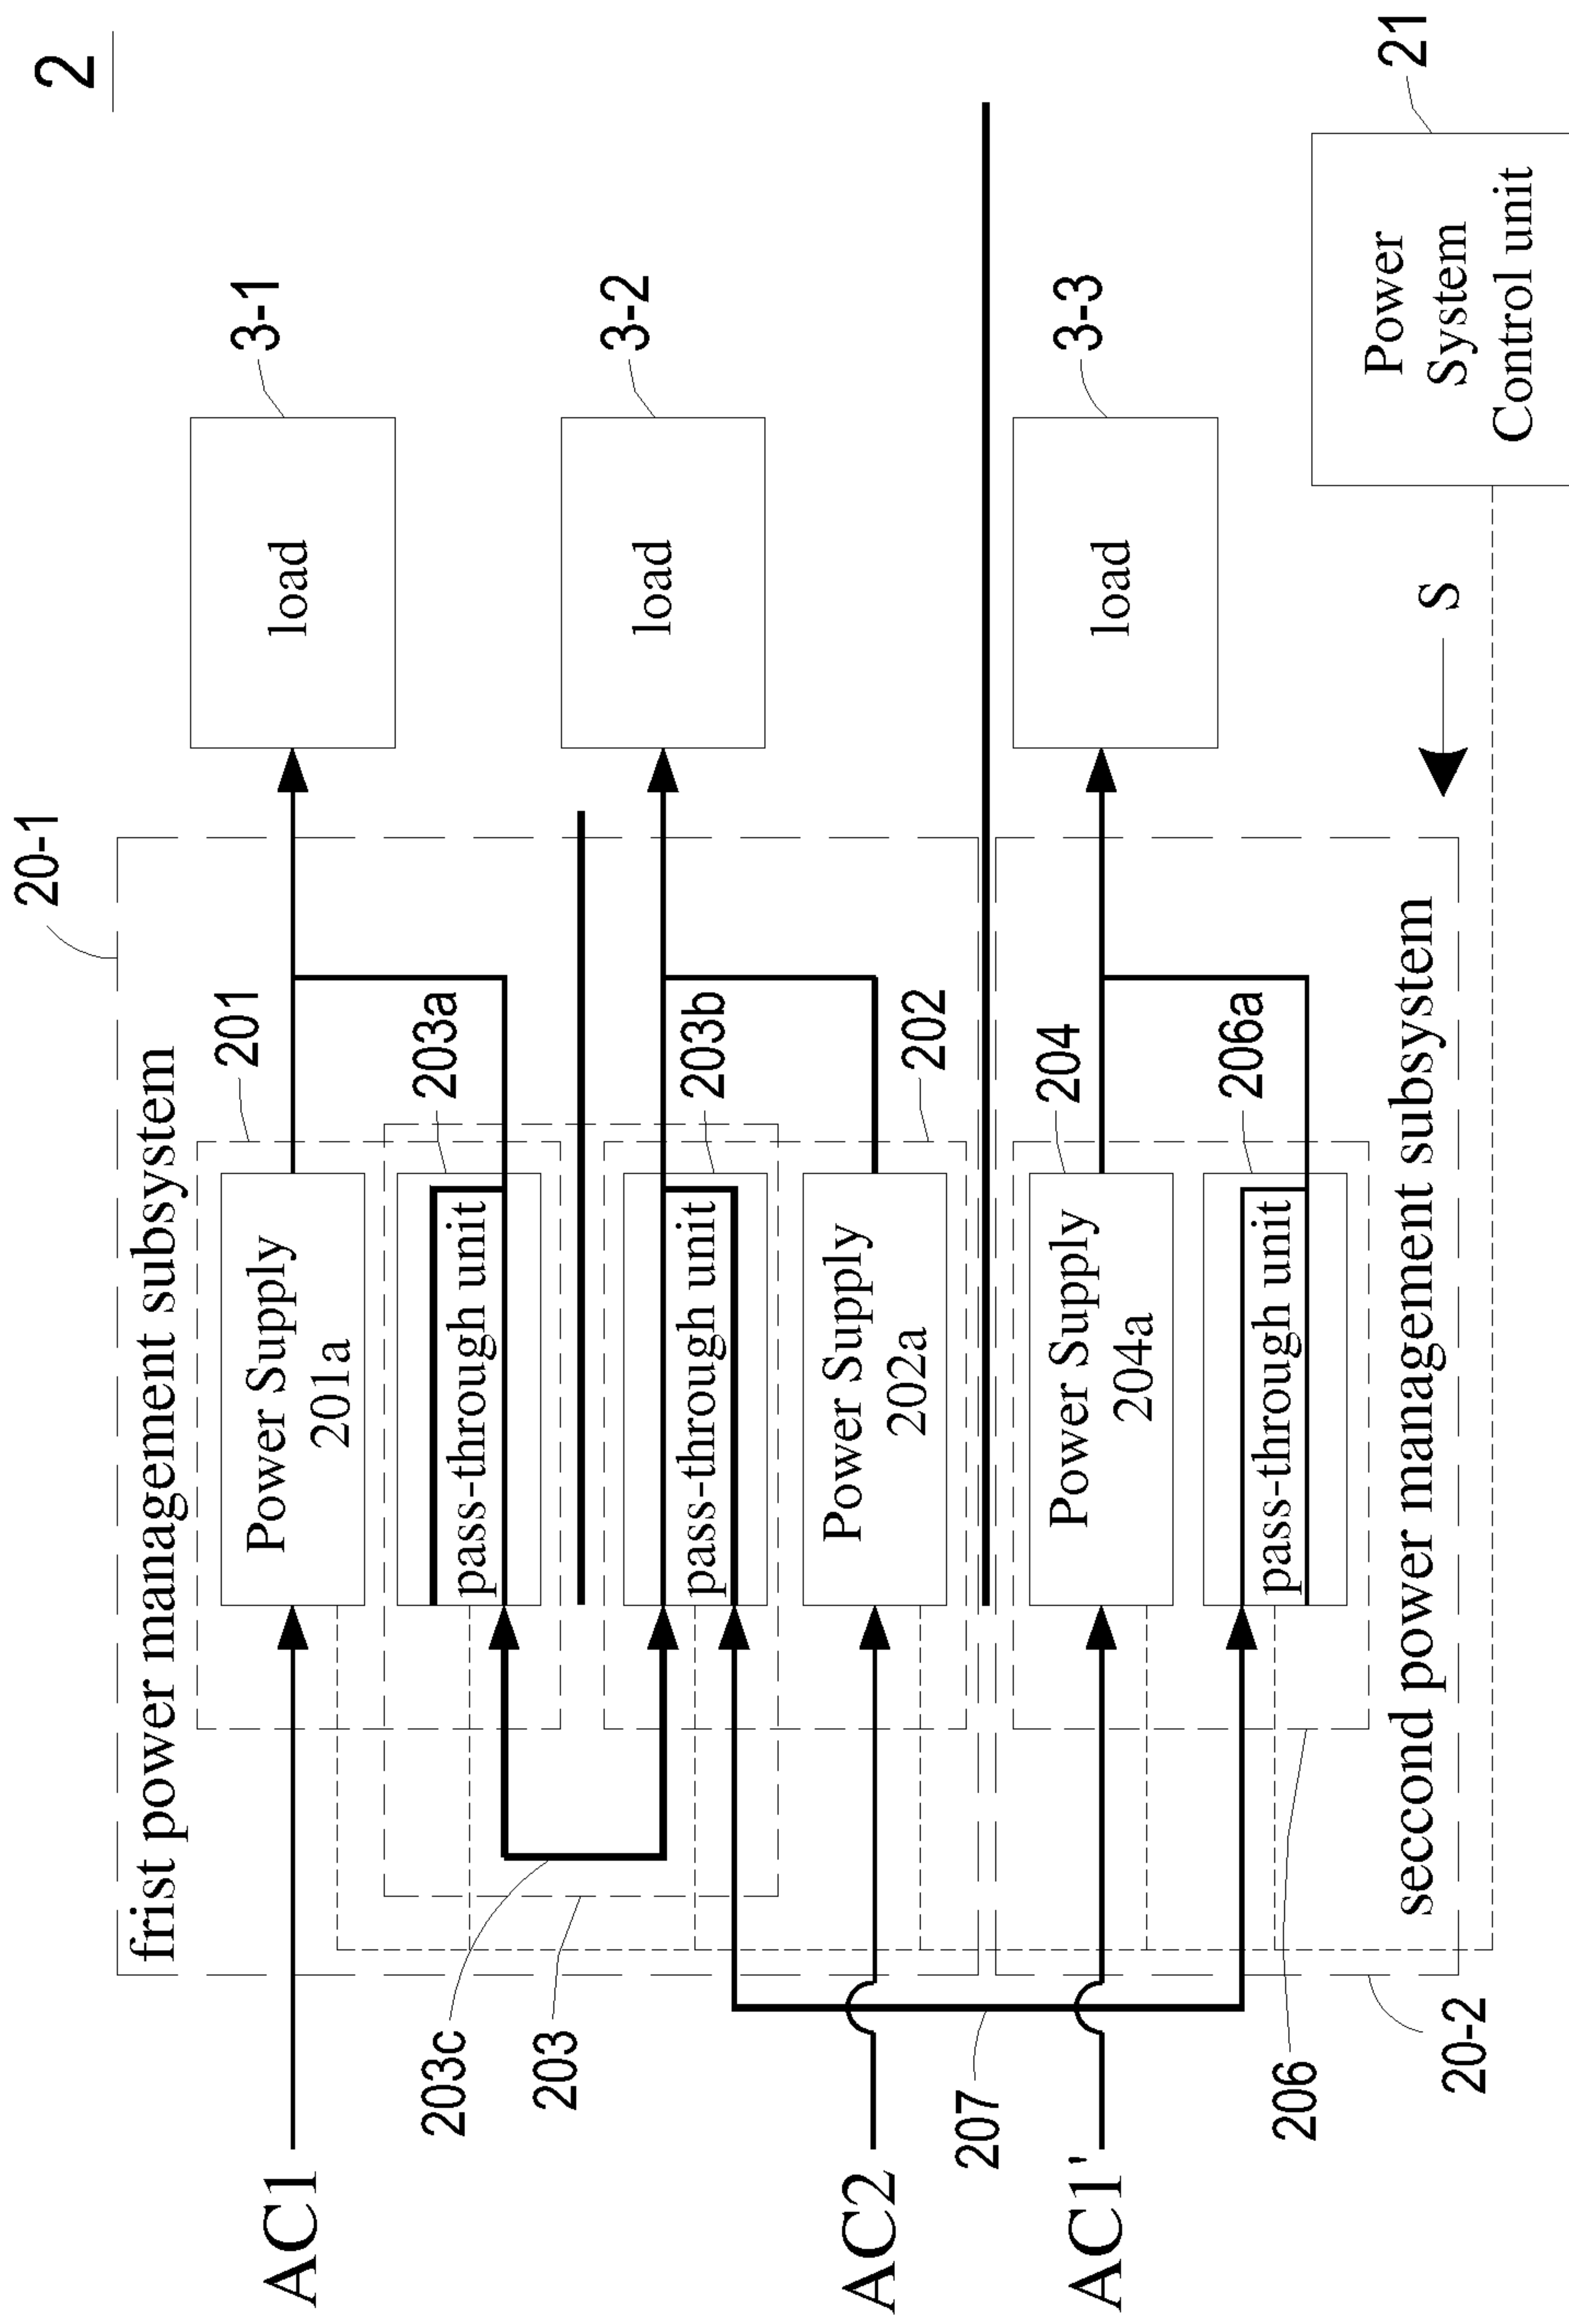 2
20-1
frist power management subsystem
AC1
201
Power Supply
201a
load
3-1
203a
pass-through unit
203c
203
203b
pass-through unit
load
3-2
AC2
Power Supply
202a
202
207
AC1'
204
Power Supply
204a
load
3-3
206a
pass-through unit
206
seccond power management subsystem
20-2
S
Power
System
Control unit
21